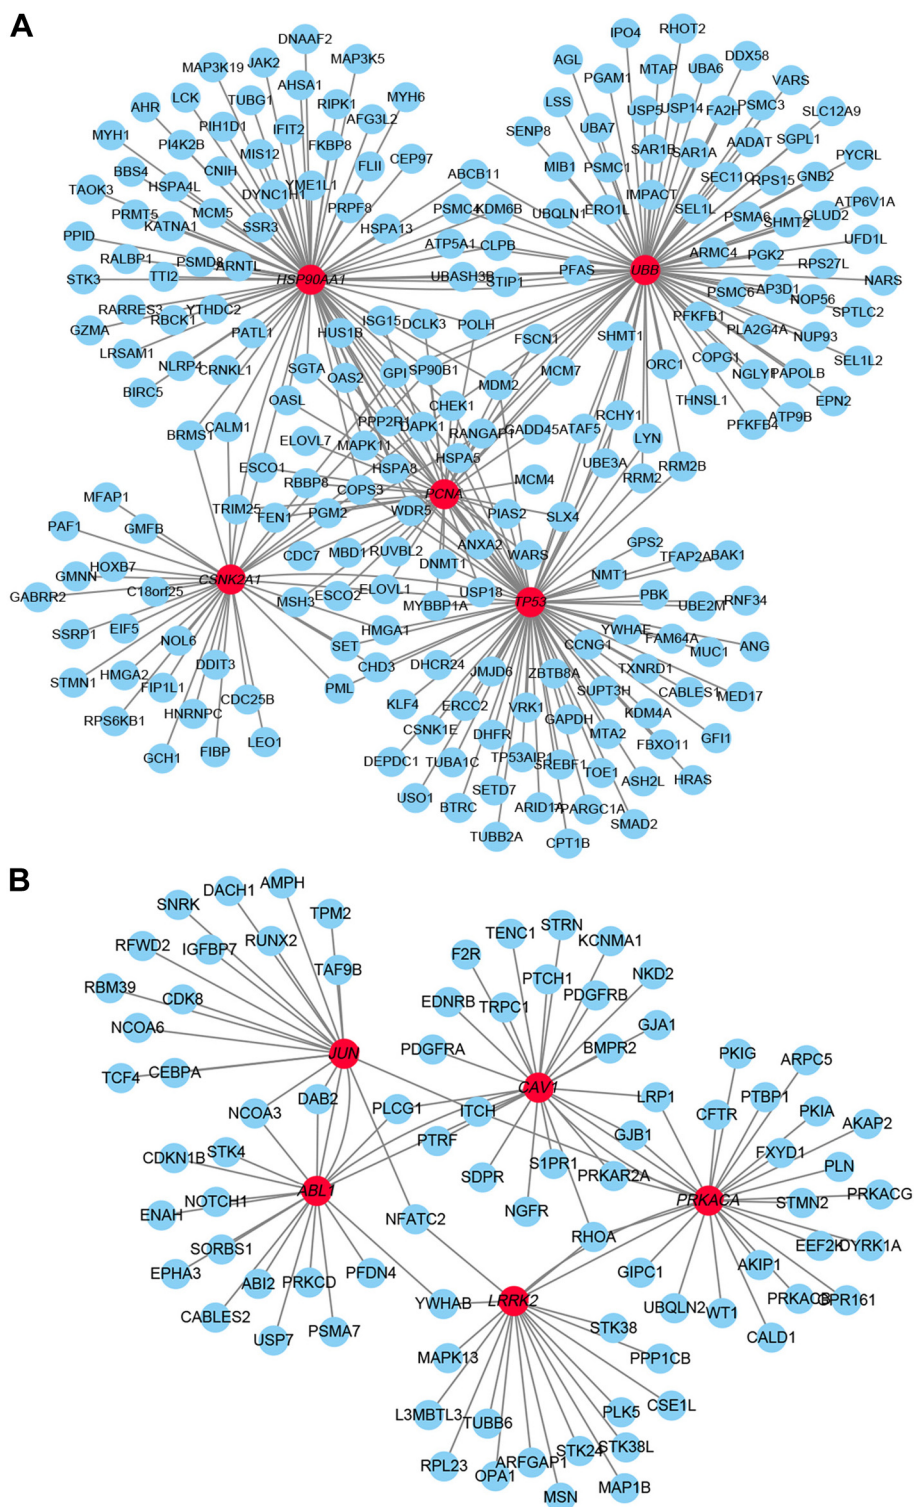 A
DNAAF2
IPO4
RHOT2
MAP3K19
JAK2
MAP3K5
AGL
MTAP
UBA6
DDX58
AHSA1
PGAM1
VARS
AHR
LCK
TUBG1
RIPK1
MYH6
LSS
USP5
USP14
FA2H
PSMC3
SLC12A9
AFG3L2
MYH1
PI4K2B
PIH1D1
IFIT2
FKBP8
SENP8
UBA7
SAR1B
SAR1A
AADAT
SGPL1
PYCRL
BBS4
CNIH
MIS12
FLII
CEP97
MIB1
PSMC1
SEC11C
RPS15
GNB2
TAOK3
HSPA4L
DYNC1H1
YME1L1
ABCB11
IMPACT
ATP6V1A
PRMT5
MCM5
PRPF8
PSMC4
KDM6B
UBQLN1
ERO1L
SEL1L
PSMA6
SHMT2
GLUD2
PPID
KATNA1
SSR3
HSPA13
ATP5A1
CLPB
UFD1L
RALBP1
PSMD8
ARNTL
ARMC4
PGK2
RPS27L
STK3
TTI2
HSP90AA1
UBASH3B
STIP1
PFAS
UBB
NARS
PSMC6
AP3D1
NOP56
RARRES3
YTHDC2
SPTLC2
GZMA
RBCK1
PATL1
HUS1B
ISG15
DCLK3
POLH
FSCN1
SHMT1
PFKFB1
PLA2G4A
NUP93
LRSAM1
NLRP4
CRNKL1
SGTA
OAS2
GPI
SP90B1
MCM7
ORC1
COPG1
NGLY1
PAPOLB
SEL1L2
BIRC5
OASL
MDM2
THNSL1
EPN2
CHEK1
RCHY1
PFKFB4
ATP9B
BRMS1
CALM1
PPP2R1
DAPK1
RANGAP1
GADD45A
TAF5
LYN
ELOVL7
MAPK11
HSPA5
ESCO1
HSPA8
UBE3A
RRM2B
RBBP8
COPS3
PCNA
MCM4
RRM2
MFAP1
TRIM25
FEN1
PGM2
WDR5
PIAS2
SLX4
PAF1
GMFB
GPS2
ANXA2
WARS
TFAP2A
BAK1
HOXB7
CDC7
MBD1
RUVBL2
DNMT1
GMNN
CSNK2A1
NMT1
GABRR2
C18orf25
MSH3
ESCO2
ELOVL1
MYBBP1A
USP18
TP53
PBK
UBE2M
RNF34
SSRP1
EIF5
NOL6
SET
HMGA1
YWHAE
FAM64A
MUC1
ANG
CCNG1
STMN1
HMGA2
DDIT3
PML
CHD3
DHCR24
JMJD6
ZBTB8A
TXNRD1
FIP1L1
CDC25B
KLF4
ERCC2
SUPT3H
CABLES1
MED17
RPS6KB1
HNRNPC
VRK1
GAPDH
KDM4A
CSNK1E
DHFR
MTA2
GFI1
GCH1
FIBP
LEO1
DEPDC1
TUBA1C
TP53AIP1
SREBF1
TOE1
FBXO11
ASH2L
HRAS
USO1
BTRC
SETD7
ARID1A
PPARGC1A
SMAD2
TUBB2A
CPT1B
B
DACH1
AMPH
SNRK
TPM2
TENC1
STRN
KCNMA1
RFWD2
IGFBP7
RUNX2
F2R
TAF9B
PTCH1
NKD2
RBM39
CDK8
EDNRB
TRPC1
PDGFRB
NCOA6
GJA1
JUN
PDGFRA
BMPR2
PKIG
ARPC5
TCF4
CEBPA
CAV1
NCOA3
DAB2
PLCG1
ITCH
LRP1
CFTR
PTBP1
PKIA
AKAP2
PTRF
GJB1
CDKN1B
STK4
FXYD1
SDPR
S1PR1
PRKAR2A
PLN
ENAH
NOTCH1
ABL1
PRKACA
STMN2
PRKACG
NFATC2
NGFR
RHOA
SORBS1
EEF2K
DYRK1A
EPHA3
ABI2
PRKCD
PFDN4
GIPC1
AKIP1
CABLES2
YWHAB
LRRK2
UBQLN2
WT1
PRKACB
GPR161
USP7
PSMA7
STK38
CALD1
MAPK13
PPP1CB
L3MBTL3
TUBB6
PLK5
CSE1L
RPL23
OPA1
ARFGAP1
STK24
STK38L
MSN
MAP1B